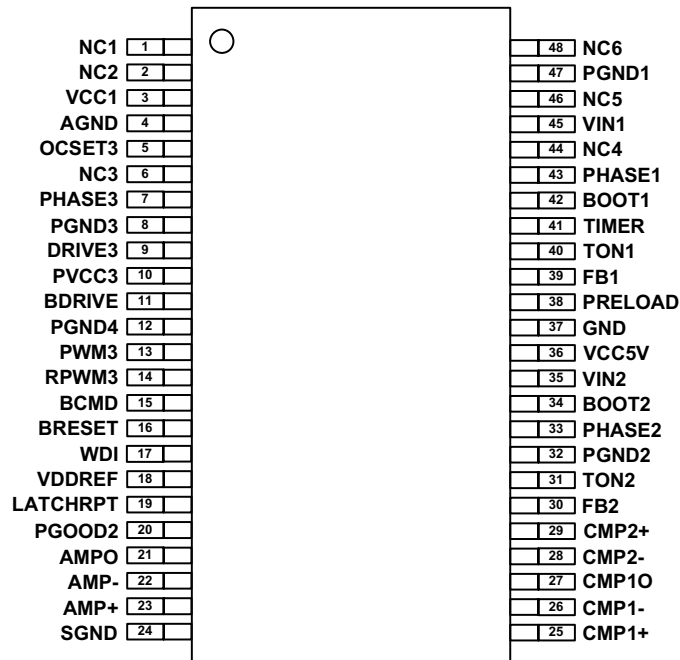 NC1 1 48 NC6
NC2 2 47 PGND1
VCC1 3 46 NC5
AGND 4 45 VIN1
OCSET3 5 44 NC4
NC3 6 43 PHASE1
PHASE3 7 42 BOOT1
PGND3 8 41 TIMER
DRIVE3 9 40 TON1
PVCC3 10 39 FB1
BDRIVE 11 38 PRELOAD
PGND4 12 37 GND
PWM3 13 36 VCC5V
RPWM3 14 35 VIN2
BCMD 15 34 BOOT2
BRESET 16 33 PHASE2
WDI 17 32 PGND2
VDDREF 18 31 TON2
LATCHRPT 19 30 FB2
PGOOD2 20 29 CMP2+
AMPO 21 28 CMP2-
AMP- 22 27 CMP1O
AMP+ 23 26 CMP1-
SGND 24 25 CMP1+